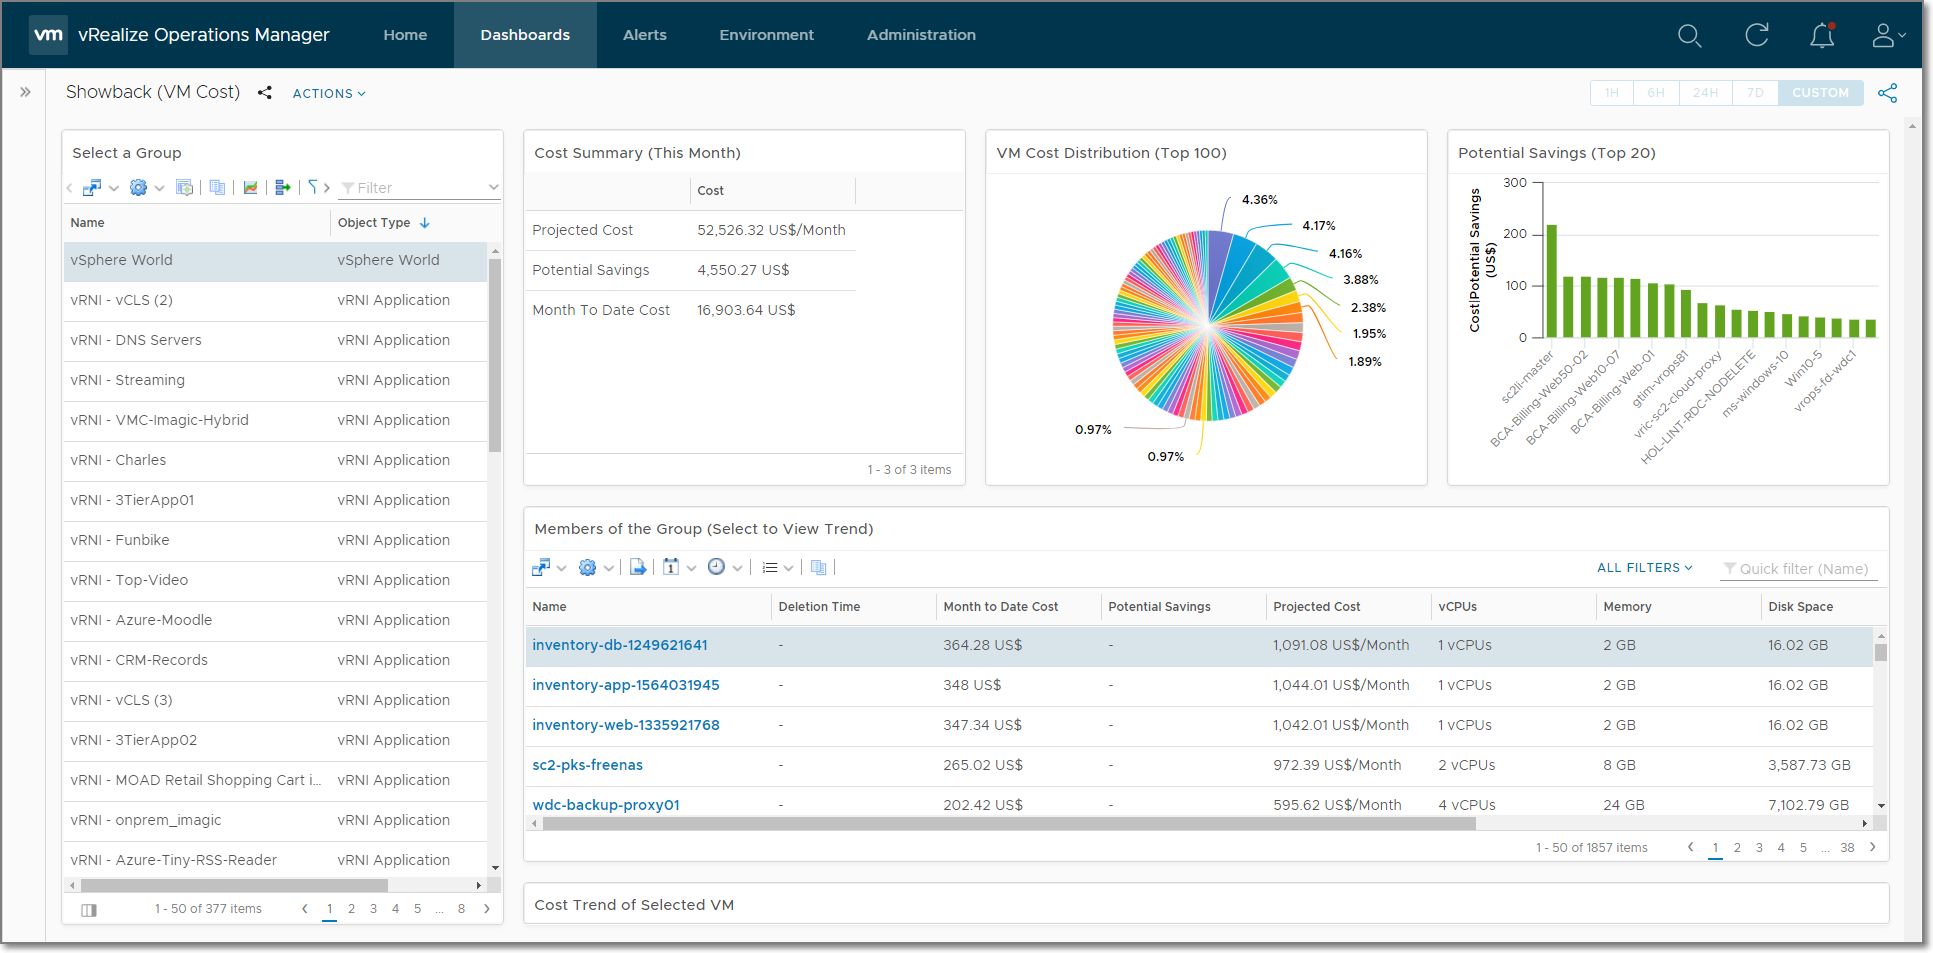 vm vRealize Operations Manager Home Dashboards Alerts Environment Administration
Showback (VM Cost) ACTIONS 1H 6H 24H 7D CUSTOM
Select a Group
Filter
Name Object Type
vSphere World vSphere World
vRNI - vCLS (2) vRNI Application
vRNI - DNS Servers vRNI Application
vRNI - Streaming vRNI Application
vRNI - VMC-Imagic-Hybrid vRNI Application
vRNI - Charles vRNI Application
vRNI - 3TierApp01 vRNI Application
vRNI - Funbike vRNI Application
vRNI - Top-Video vRNI Application
vRNI - Azure-Moodle vRNI Application
vRNI - CRM-Records vRNI Application
vRNI - vCLS (3) vRNI Application
vRNI - 3TierApp02 vRNI Application
vRNI - MOAD Retail Shopping Cart i... vRNI Application
vRNI - onprem_imagic vRNI Application
vRNI - Azure-Tiny-RSS-Reader vRNI Application
1 - 50 of 377 items 1 2 3 4 5 ... 8
Cost Summary (This Month)
Cost
Projected Cost 52,526.32 US$/Month
Potential Savings 4,550.27 US$
Month To Date Cost 16,903.64 US$
1 - 3 of 3 items
VM Cost Distribution (Top 100)
4.36%
4.17%
4.16%
3.88%
2.38%
1.95%
1.89%
0.97%
0.97%
Potential Savings (Top 20)
Cost|Potential Savings
(US$)
300
200
100
0
sc2li-master
BCA-Billing-Web50-02
BCA-Billing-Web10-07
BCA-Billing-Web-01
gtim-vrops81
vric-sc2-cloud-proxy
HOL-LINT-RDC-NODELETE
ms-windows-10
Win10-5
vrops-fd-wdc1
Members of the Group (Select to View Trend)
1 ALL FILTERS Quick filter (Name)
Name Deletion Time Month to Date Cost Potential Savings Projected Cost vCPUs Memory Disk Space
inventory-db-1249621641 - 364.28 US$ - 1,091.08 US$/Month 1 vCPUs 2 GB 16.02 GB
inventory-app-1564031945 - 348 US$ - 1,044.01 US$/Month 1 vCPUs 2 GB 16.02 GB
inventory-web-1335921768 - 347.34 US$ - 1,042.01 US$/Month 1 vCPUs 2 GB 16.02 GB
sc2-pks-freenas - 265.02 US$ - 972.39 US$/Month 2 vCPUs 8 GB 3,587.73 GB
wdc-backup-proxy01 - 202.42 US$ - 595.62 US$/Month 4 vCPUs 24 GB 7,102.79 GB
1 - 50 of 1857 items 1 2 3 4 5 ... 38
Cost Trend of Selected VM